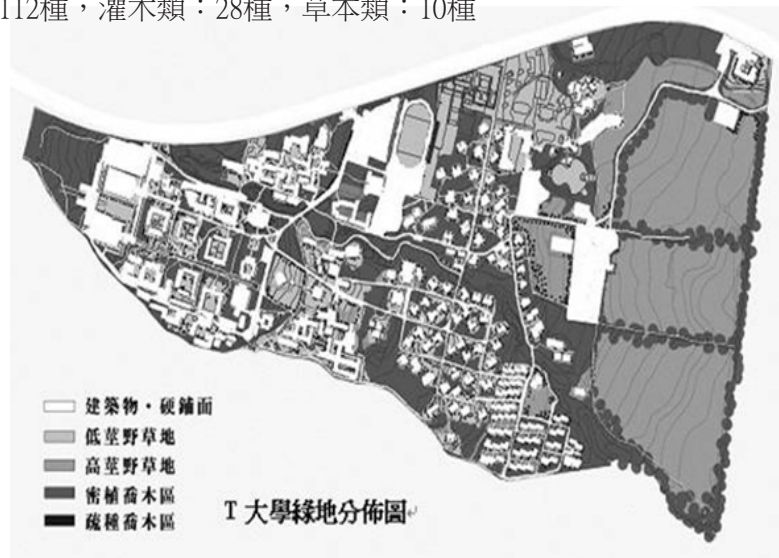 112種，灌木類：28種，草本類：10種
建築物・硬鋪面
低莖野草地
高莖野草地
密植喬木區
疏種喬木區
T 大學綠地分佈圖